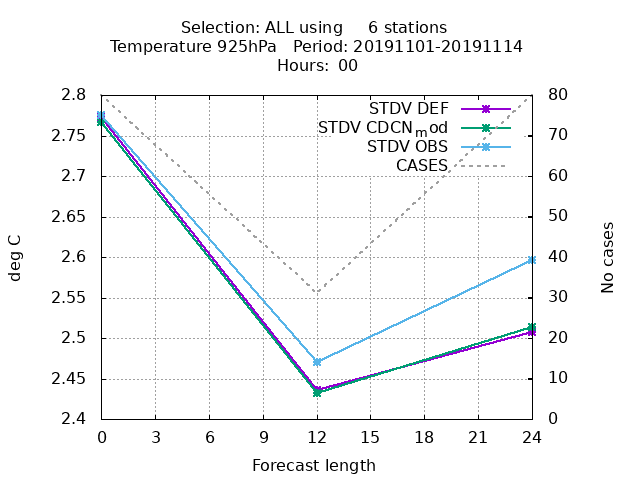 Selection: ALL using     6 stations
Temperature 925hPa   Period: 20191101-20191114
Hours:  00
STDV DEF
STDV CDCNmod
STDV OBS
CASES
deg C
2.8
2.75
2.7
2.65
2.6
2.55
2.5
2.45
2.4
80
70
60
50
40
30
20
10
0
No cases
0 3 6 9 12 15 18 21 24
Forecast length